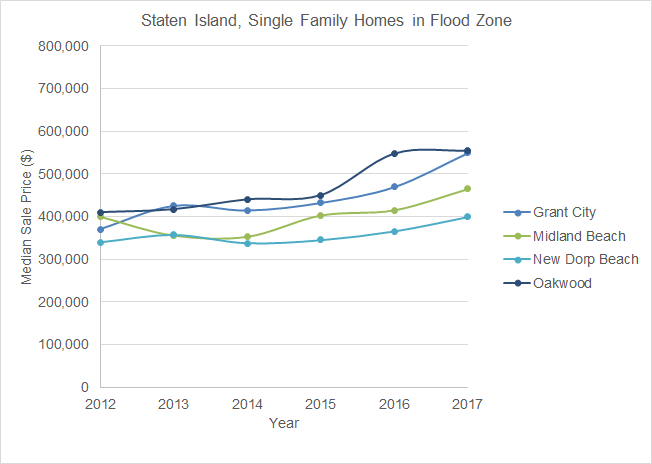 Staten Island, Single Family Homes in Flood Zone
800,000
700,000
600,000
500,000
400,000
300,000
200,000
100,000
0
Median Sale Price ($)
2012 2013 2014 2015 2016 2017
Year
Grant City
Midland Beach
New Dorp Beach
Oakwood